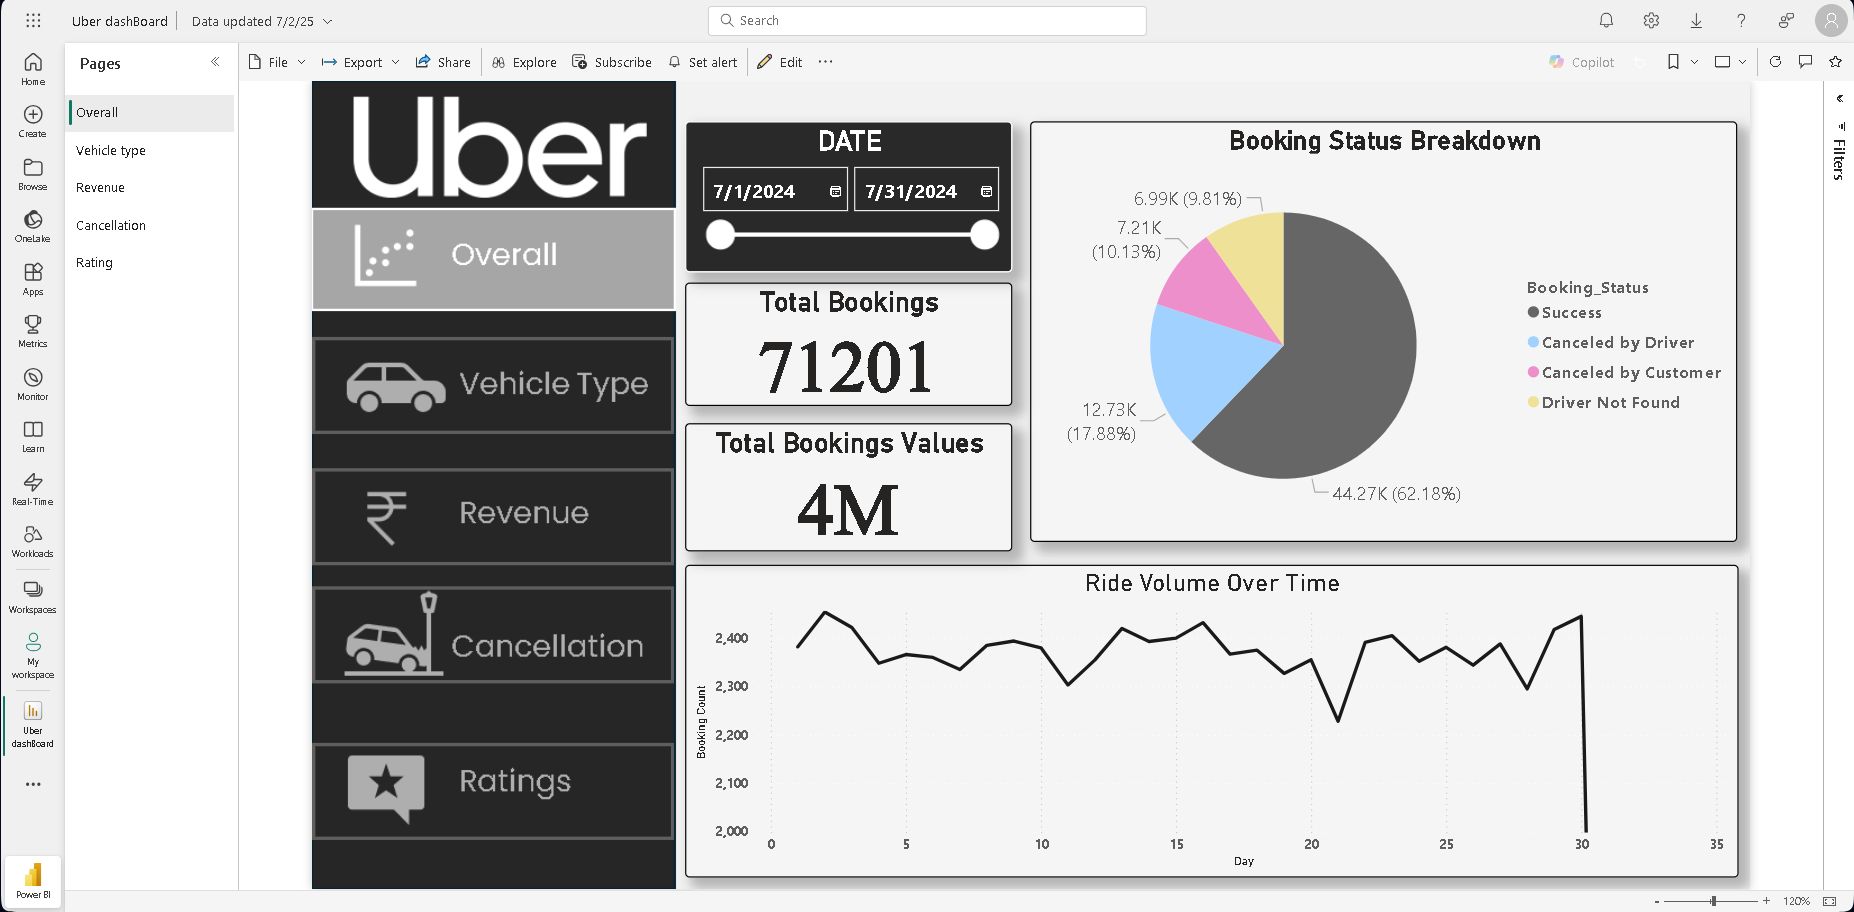 Uber dashBoard
Data updated 7/2/25
Search
Home
Create
Browse
OneLake
Apps
Metrics
Monitor
Learn
Real-Time
Workloads
Workspaces
My
workspace
Uber
dashBoard
Power BI
Pages
Overall
Vehicle type
Revenue
Cancellation
Rating
File
Export
Share
Explore
Subscribe
Set alert
Edit
Copilot
Filters
Uber
Overall
Vehicle Type
Revenue
Cancellation
Ratings
DATE
7/1/2024
7/31/2024
Total Bookings
71201
Total Bookings Values
4M
Booking Status Breakdown
6.99K (9.81%)
7.21K
(10.13%)
12.73K
(17.88%)
44.27K (62.18%)
Booking_Status
Success
Canceled by Driver
Canceled by Customer
Driver Not Found
Ride Volume Over Time
Booking Count
2,400
2,300
2,200
2,100
2,000
0 5 10 15 20 25 30 35
Day
- + 120%